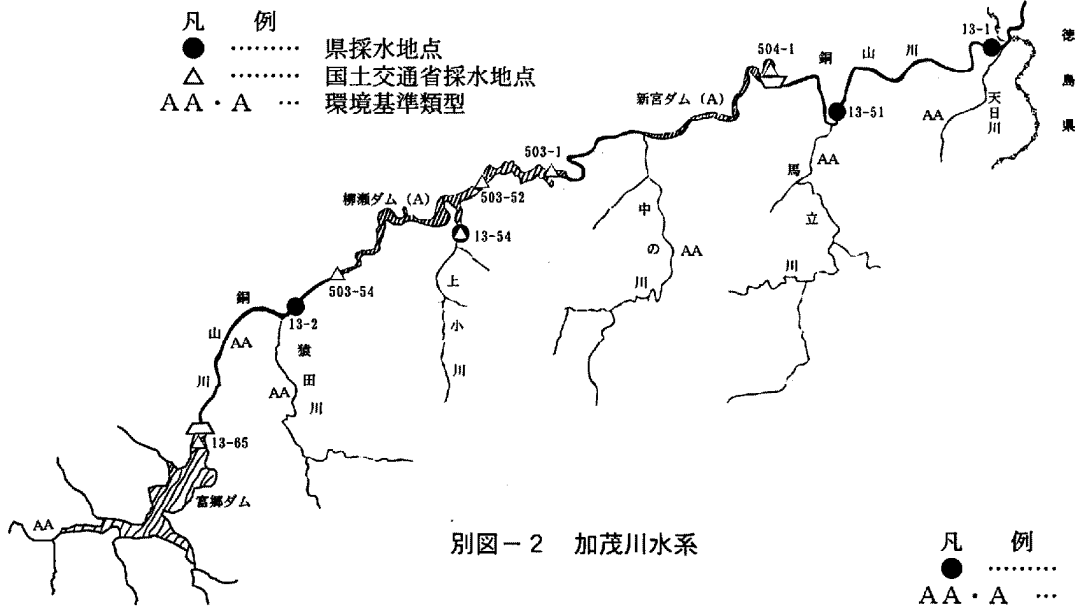 凡 例
● ‥‥‥‥ 県採水地点
△ ‥‥‥‥ 国土交通省採水地点
AA・A … 環境基準類型
13-1
徳島県
504-1
銅山川
新宮ダム（A）
13-51
AA
天日川
503-1
AA
馬立川
503-52
柳瀬ダム（A）
中の川
AA
13-54
503-54
上小川
銅山川
13-2
AA
猿田川
AA
13-65
富郷ダム
AA
別図－2 加茂川水系
凡 例
● ‥‥‥‥
AA・A …